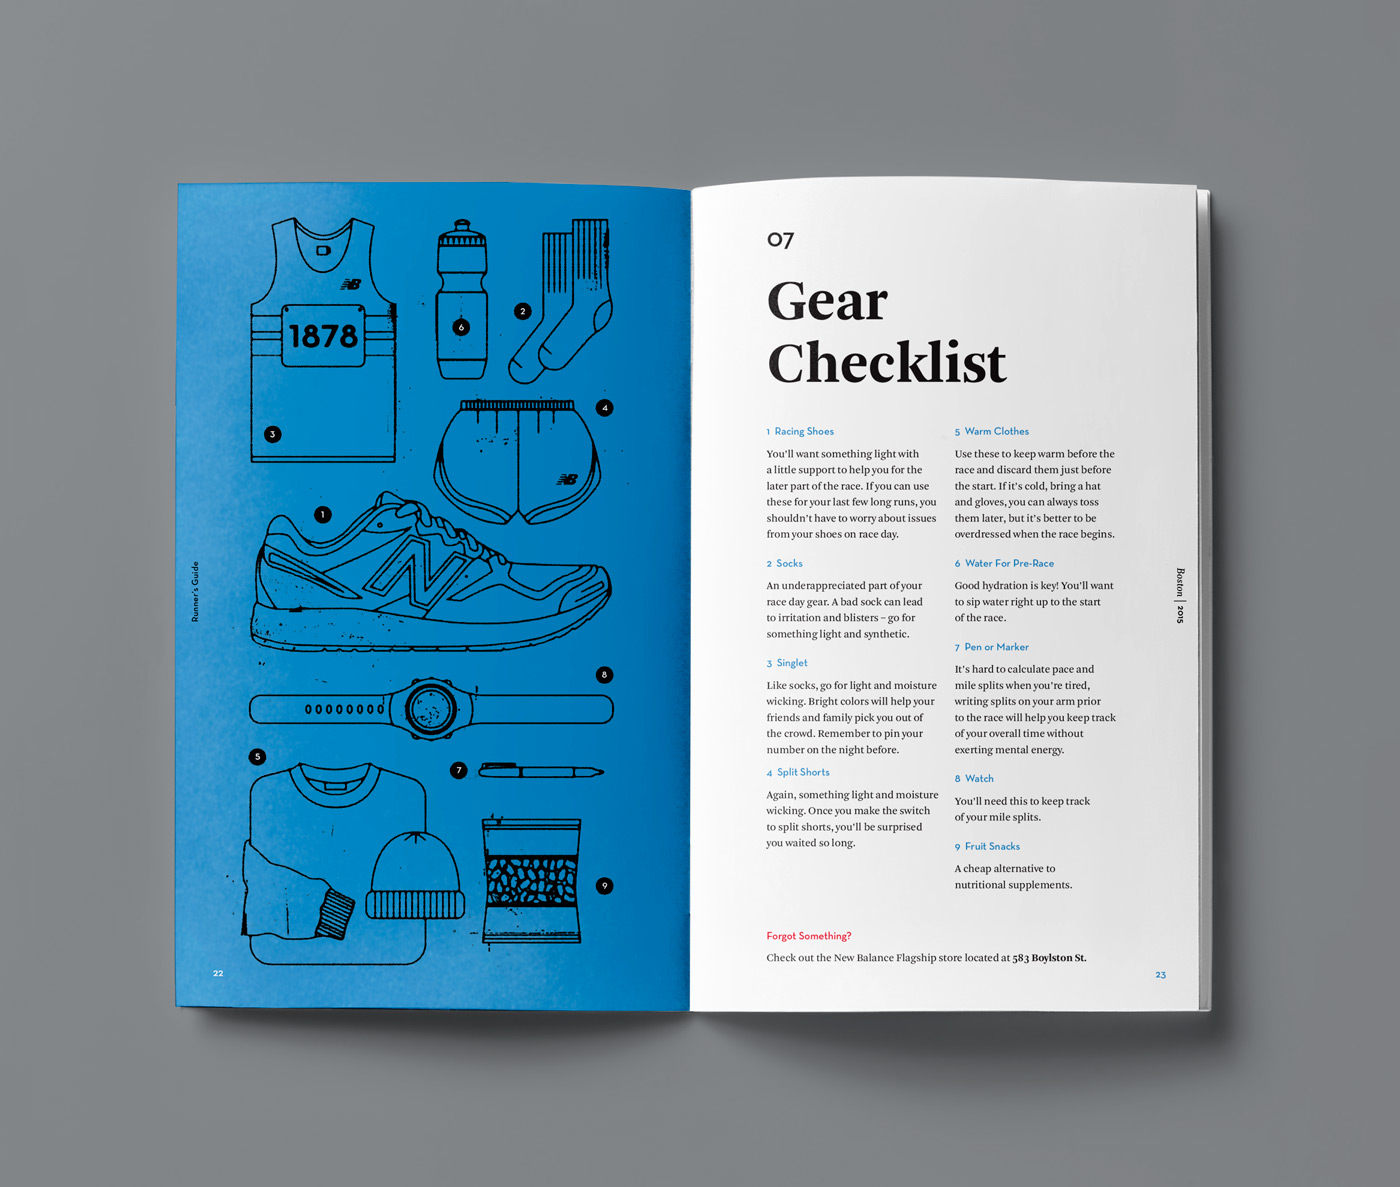 Runner's Guide
NB
1878
3
6
2
4
NB
1
N
8
5
7
9
22
07
Gear
Checklist
1 Racing Shoes
You'll want something light with
a little support to help you for the
later part of the race. If you can use
these for your last few long runs, you
shouldn't have to worry about issues
from your shoes on race day.
2 Socks
An underappreciated part of your
race day gear. A bad sock can lead
to irritation and blisters – go for
something light and synthetic.
3 Singlet
Like socks, go for light and moisture
wicking. Bright colors will help your
friends and family pick you out of
the crowd. Remember to pin your
number on the night before.
4 Split Shorts
Again, something light and moisture
wicking. Once you make the switch
to split shorts, you'll be surprised
you waited so long.
5 Warm Clothes
Use these to keep warm before the
race and discard them just before
the start. If it's cold, bring a hat
and gloves, you can always toss
them later, but it's better to be
overdressed when the race begins.
6 Water For Pre-Race
Good hydration is key! You'll want
to sip water right up to the start
of the race.
7 Pen or Marker
It's hard to calculate pace and
mile splits when you're tired,
writing splits on your arm prior
to the race will help you keep track
of your overall time without
exerting mental energy.
8 Watch
You'll need this to keep track
of your mile splits.
9 Fruit Snacks
A cheap alternative to
nutritional supplements.
Forgot Something?
Check out the New Balance Flagship store located at 583 Boylston St.
Boston | 2015
23